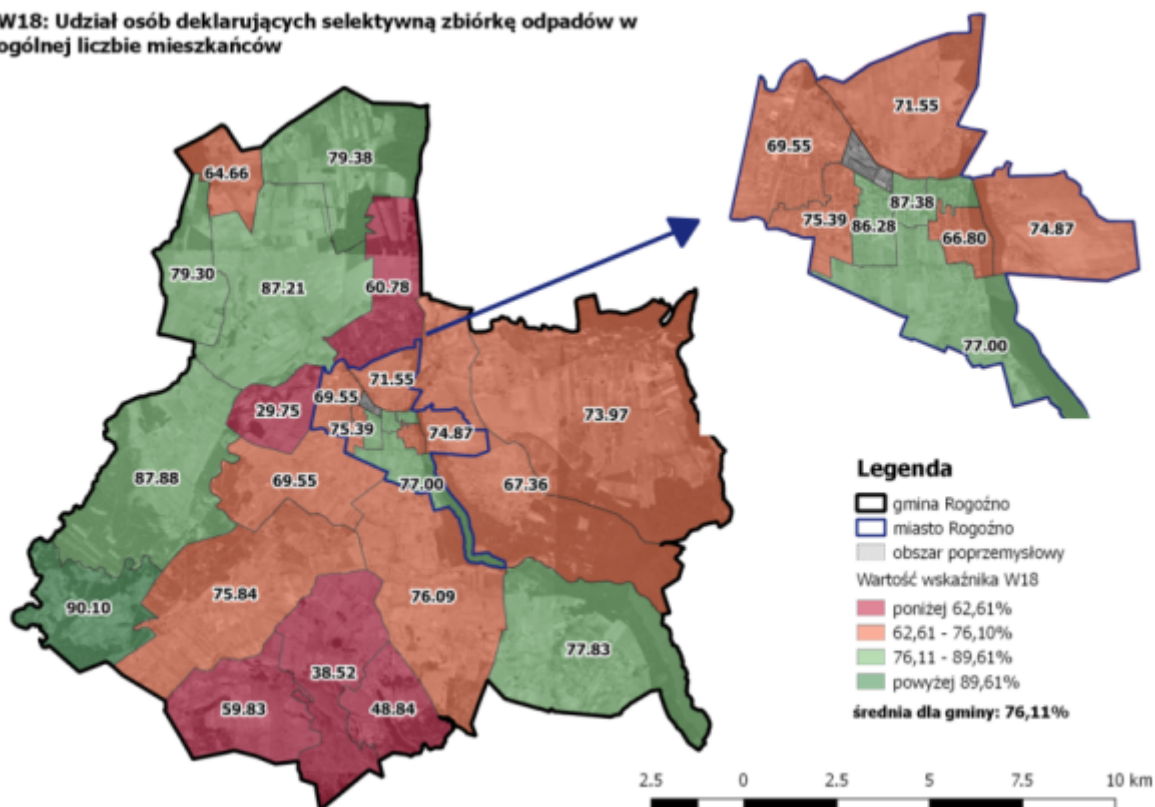 W18: Udział osób deklarujących selektywną zbiórkę odpadów w
ogólnej liczbie mieszkańców
79.38
64.66
79.30
87.21
60.78
71.55
69.55
29.75
75.39
74.87
73.97
87.88
69.55
77.00
67.36
90.10
75.84
76.09
77.83
38.52
59.83
48.84
71.55
69.55
87.38
75.39
86.28
66.80
74.87
77.00
Legenda
gmina Rogoźno
miasto Rogoźno
obszar poprzemysłowy
Wartość wskaźnika W18
poniżej 62,61%
62,61 - 76,10%
76,11 - 89,61%
powyżej 89,61%
średnia dla gminy: 76,11%
2.5 0 2.5 5 7.5 10 km